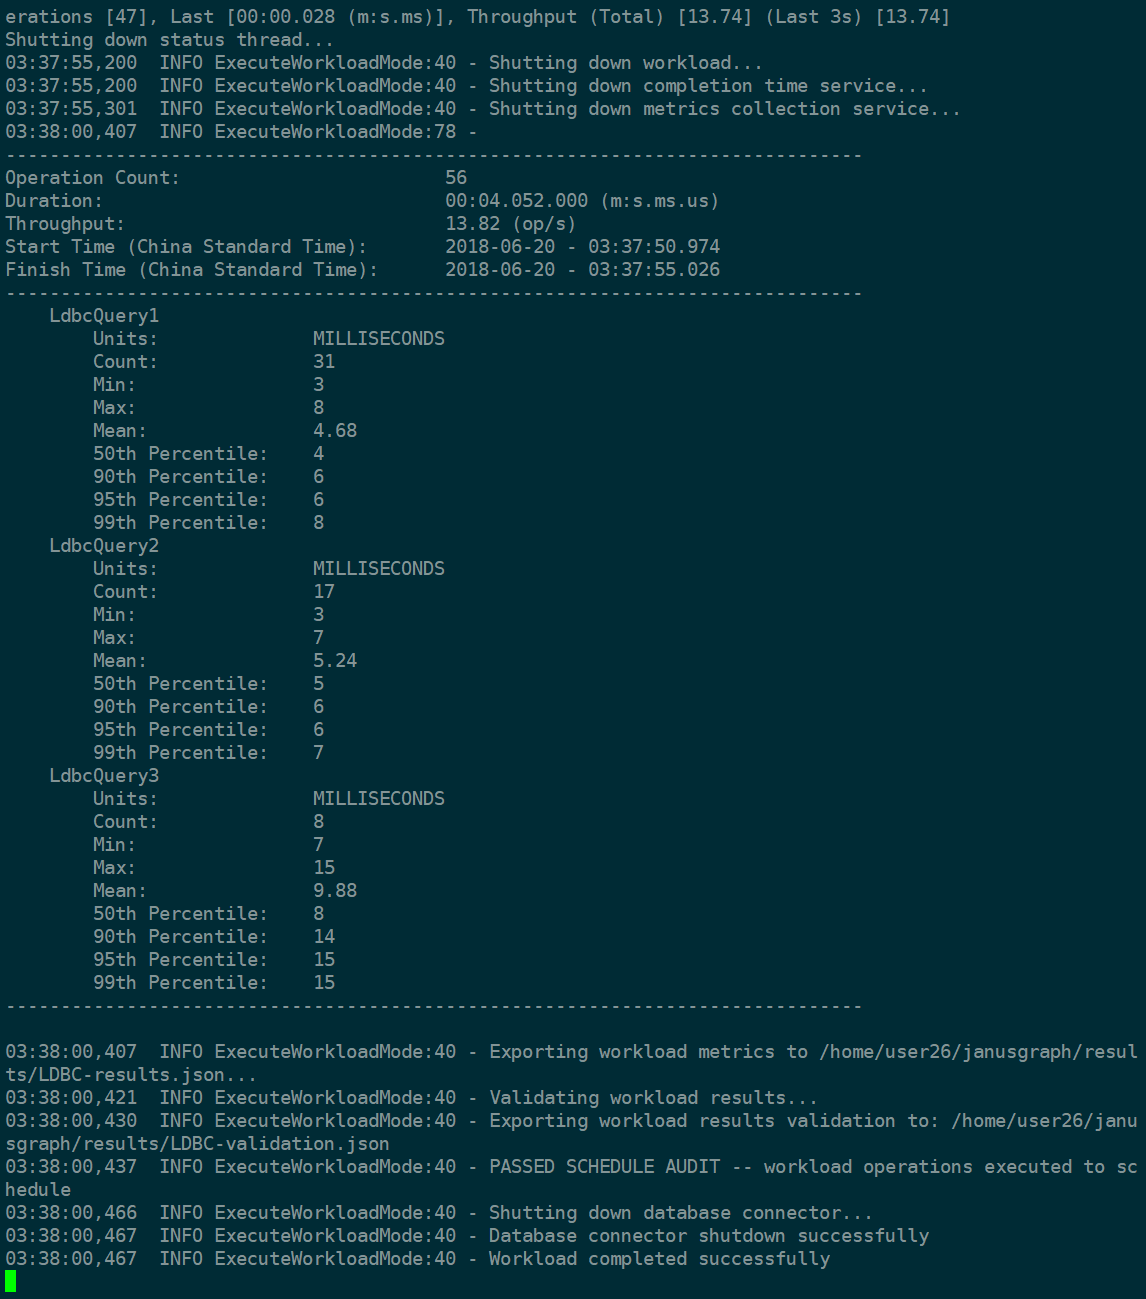 erations [47], Last [00:00.028 (m:s.ms)], Throughput (Total) [13.74] (Last 3s) [13.74]
Shutting down status thread...
03:37:55,200  INFO ExecuteWorkloadMode:40 - Shutting down workload...
03:37:55,200  INFO ExecuteWorkloadMode:40 - Shutting down completion time service...
03:37:55,301  INFO ExecuteWorkloadMode:40 - Shutting down metrics collection service...
03:38:00,407  INFO ExecuteWorkloadMode:78 -
------------------------------------------------------------------------------
Operation Count:                        56
Duration:                               00:04.052.000 (m:s.ms.us)
Throughput:                             13.82 (op/s)
Start Time (China Standard Time):       2018-06-20 - 03:37:50.974
Finish Time (China Standard Time):      2018-06-20 - 03:37:55.026
------------------------------------------------------------------------------
    LdbcQuery1
        Units:              MILLISECONDS
        Count:              31
        Min:                3
        Max:                8
        Mean:               4.68
        50th Percentile:    4
        90th Percentile:    6
        95th Percentile:    6
        99th Percentile:    8
    LdbcQuery2
        Units:              MILLISECONDS
        Count:              17
        Min:                3
        Max:                7
        Mean:               5.24
        50th Percentile:    5
        90th Percentile:    6
        95th Percentile:    6
        99th Percentile:    7
    LdbcQuery3
        Units:              MILLISECONDS
        Count:              8
        Min:                7
        Max:                15
        Mean:               9.88
        50th Percentile:    8
        90th Percentile:    14
        95th Percentile:    15
        99th Percentile:    15
------------------------------------------------------------------------------
03:38:00,407  INFO ExecuteWorkloadMode:40 - Exporting workload metrics to /home/user26/janusgraph/resul
ts/LDBC-results.json...
03:38:00,421  INFO ExecuteWorkloadMode:40 - Validating workload results...
03:38:00,430  INFO ExecuteWorkloadMode:40 - Exporting workload results validation to: /home/user26/janu
sgraph/results/LDBC-validation.json
03:38:00,437  INFO ExecuteWorkloadMode:40 - PASSED SCHEDULE AUDIT -- workload operations executed to sc
hedule
03:38:00,466  INFO ExecuteWorkloadMode:40 - Shutting down database connector...
03:38:00,467  INFO ExecuteWorkloadMode:40 - Database connector shutdown successfully
03:38:00,467  INFO ExecuteWorkloadMode:40 - Workload completed successfully